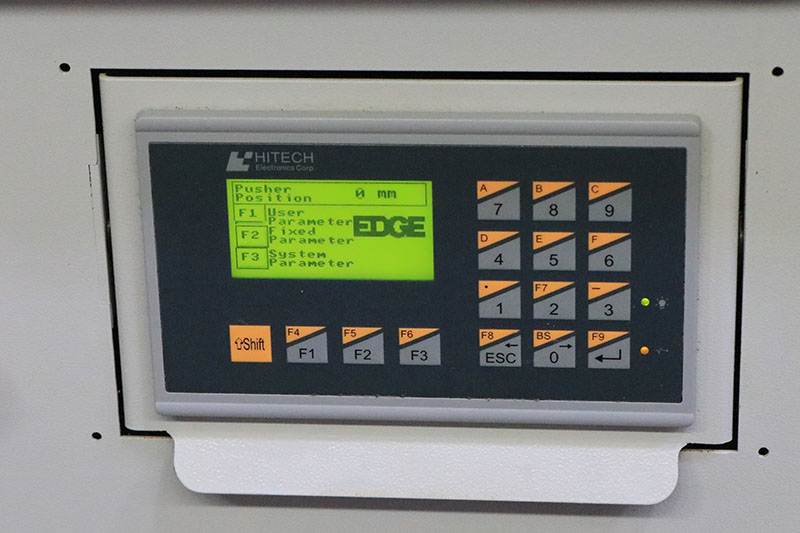 HITECH
Electronics Corp.
Pusher
Position 0 mm
F1 User
Parameter
EDGE
F2 Fixed
Parameter
F3 System
Parameter
A B C
7 8 9
D E F
4 5 6
• F7 −
1 2 3
F4 F5 F6 F8 ← BS → F9
⇧Shift F1 F2 F3 ESC 0 ↵